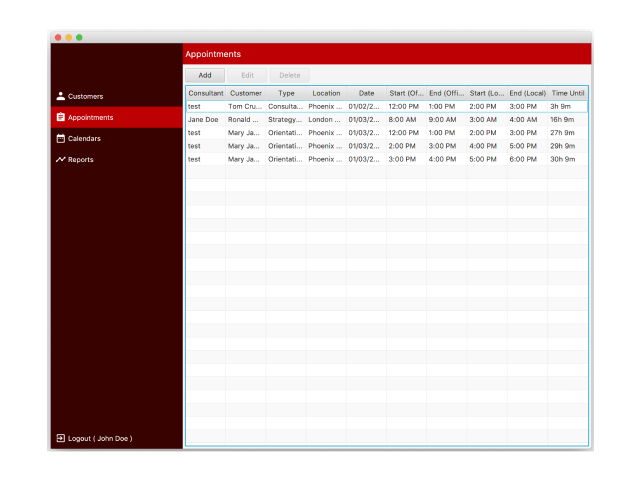 Appointments
Add Edit Delete
Customers
Appointments
Calendars
Reports
Logout ( John Doe )
Consultant Customer Type Location Date Start (Of... End (Offi... Start (Lo... End (Local) Time Until
test Tom Cru... Consulta... Phoenix ... 01/02/2... 12:00 PM 1:00 PM 2:00 PM 3:00 PM 3h 9m
Jane Doe Ronald ... Strategy... London ... 01/03/2... 8:00 AM 9:00 AM 3:00 AM 4:00 AM 16h 9m
test Mary Ja... Orientati... Phoenix ... 01/03/2... 12:00 PM 1:00 PM 2:00 PM 3:00 PM 27h 9m
test Mary Ja... Orientati... Phoenix ... 01/03/2... 2:00 PM 3:00 PM 4:00 PM 5:00 PM 29h 9m
test Mary Ja... Orientati... Phoenix ... 01/03/2... 3:00 PM 4:00 PM 5:00 PM 6:00 PM 30h 9m